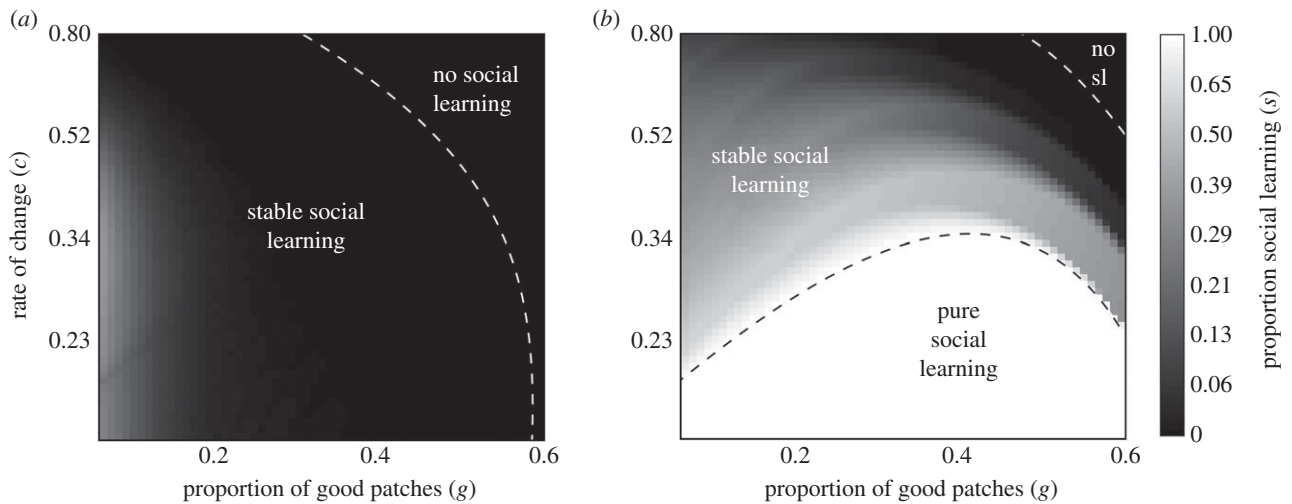 (a)
0.80
0.52
0.34
0.23
rate of change (c)
no social
learning
stable social
learning
0.2
0.4
0.6
proportion of good patches (g)
(b)
0.80
0.52
0.34
0.23
no
sl
stable social
learning
pure
social
learning
0.2
0.4
0.6
proportion of good patches (g)
1.00
0.65
0.50
0.39
0.29
0.21
0.13
0.06
0
proportion social learning (s)